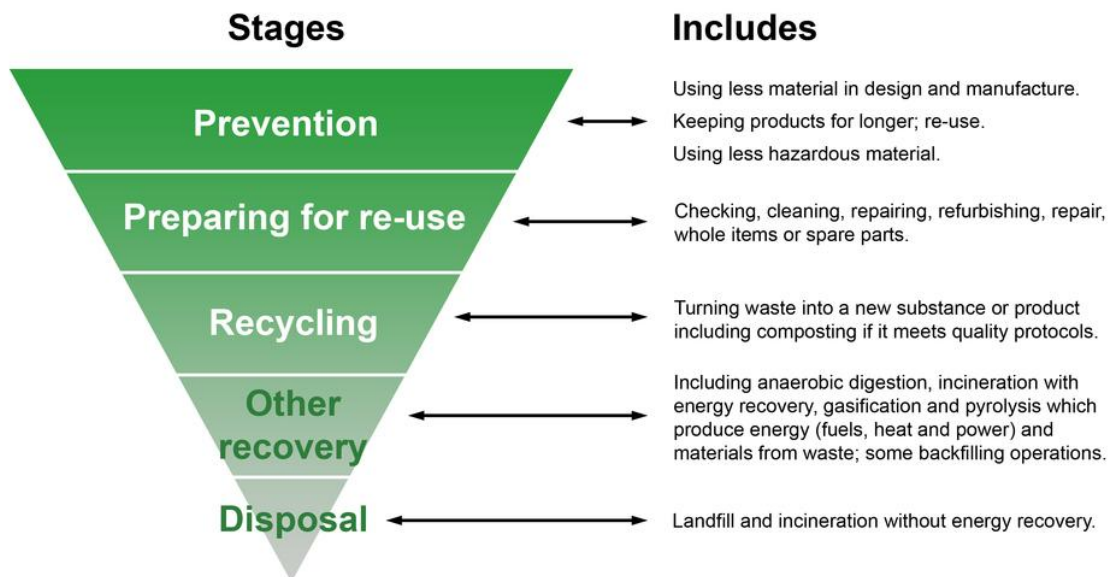 Stages
Includes
Prevention
Using less material in design and manufacture.
Keeping products for longer; re-use.
Using less hazardous material.
Preparing for re-use
Checking, cleaning, repairing, refurbishing, repair,
whole items or spare parts.
Recycling
Turning waste into a new substance or product
including composting if it meets quality protocols.
Other
recovery
Including anaerobic digestion, incineration with
energy recovery, gasification and pyrolysis which
produce energy (fuels, heat and power) and
materials from waste; some backfilling operations.
Disposal
Landfill and incineration without energy recovery.